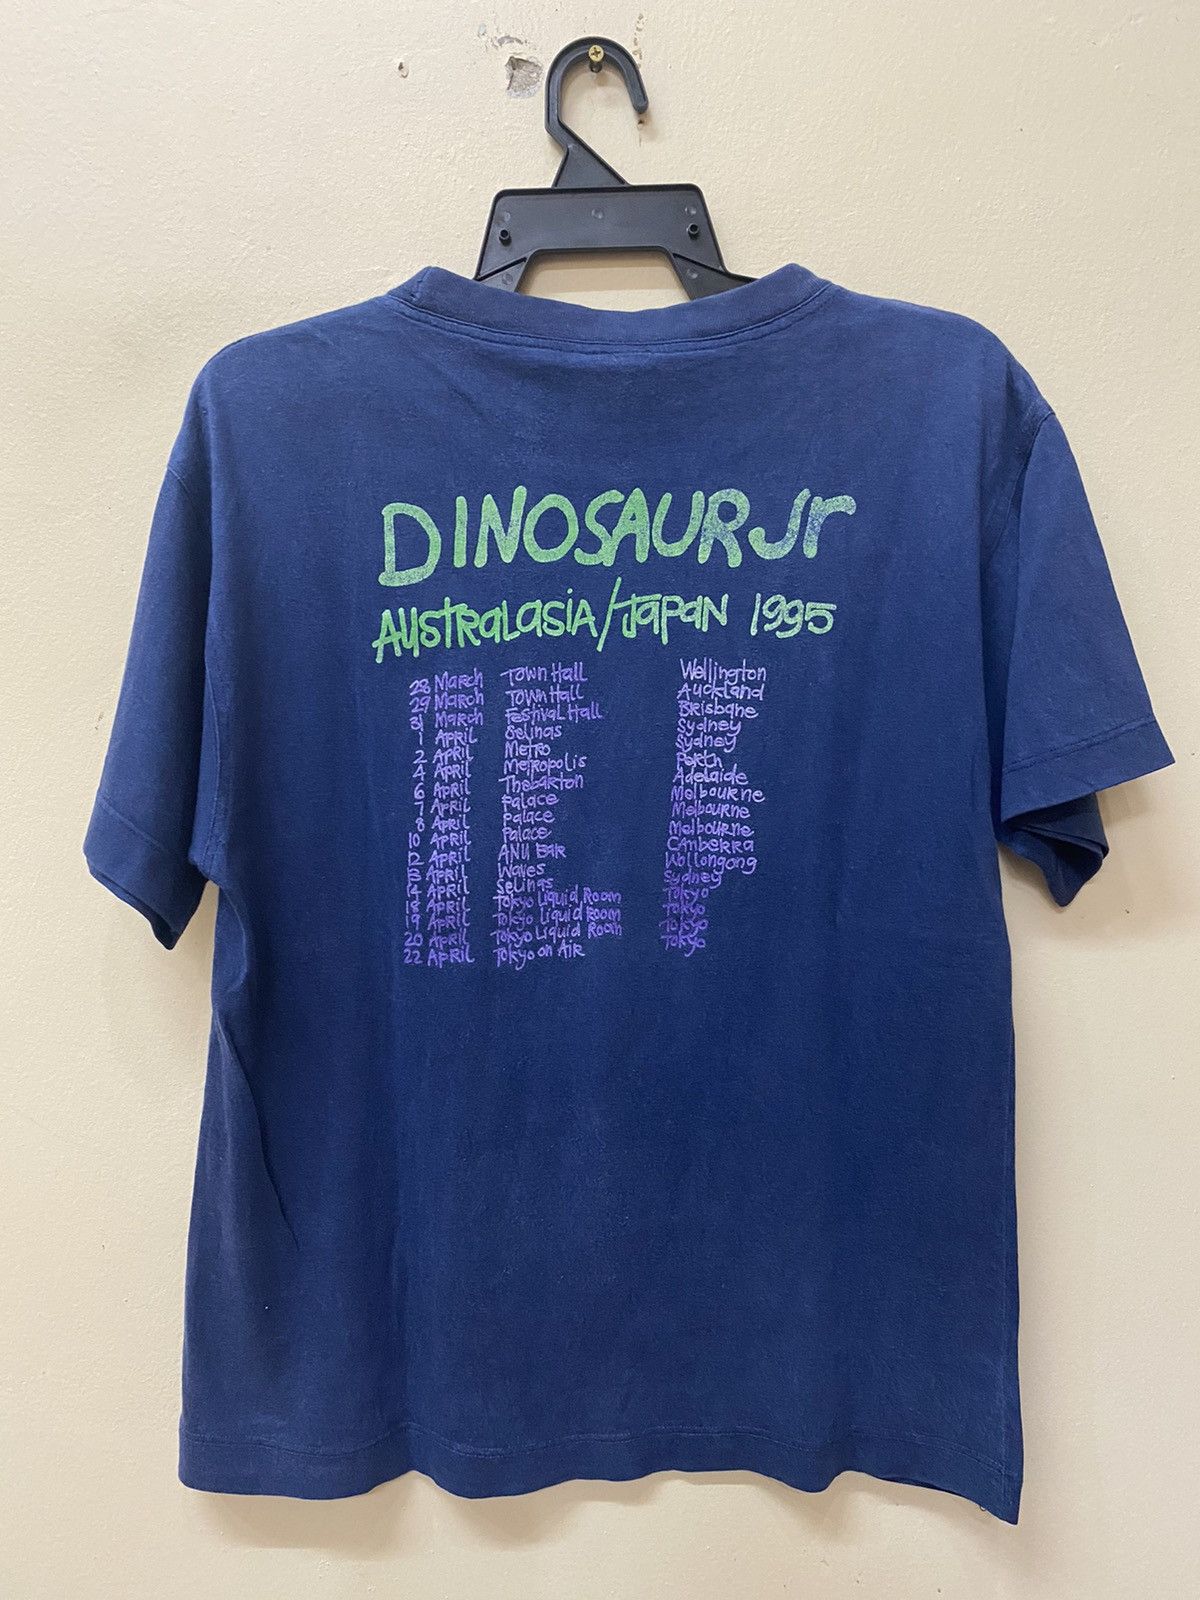 DINOSAUR Jr
AUSTRALASIA/JAPAN 1995
28 March Town Hall Wellington
29 March Town Hall Auckland
31 March Festival Hall Brisbane
1 April Selinas Sydney
2 April Metro Sydney
4 April Metropolis Perth
6 April Thebarton Adelaide
7 April Palace Melbourne
8 April Palace Melbourne
10 April Palace Melbourne
12 April ANU Bar Canberra
13 April Waves Wollongong
14 April Selinas Sydney
18 April Tokyo Liquid Room Tokyo
19 April Tokyo Liquid Room Tokyo
20 April Tokyo Liquid Room Tokyo
22 April Tokyo on Air Tokyo